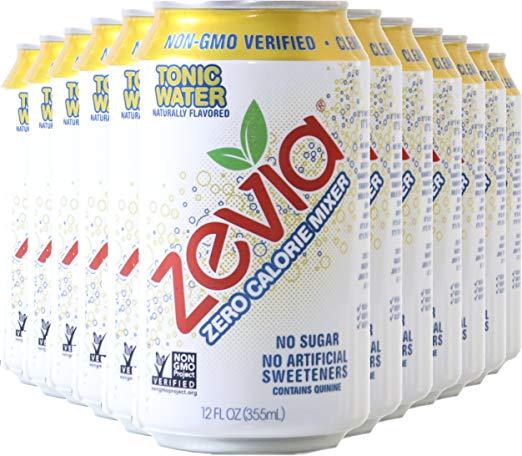 NON-GMO VERIFIED • CLEA
TONIC
WATER
NATURALLY FLAVORED
zevia®
ZERO CALORIE MIXER
NO SUGAR
NO ARTIFICIAL
SWEETENERS
CONTAINS QUININE
NON
GMO
Project
VERIFIED
nongmoproject.org
12 FL OZ (355mL)